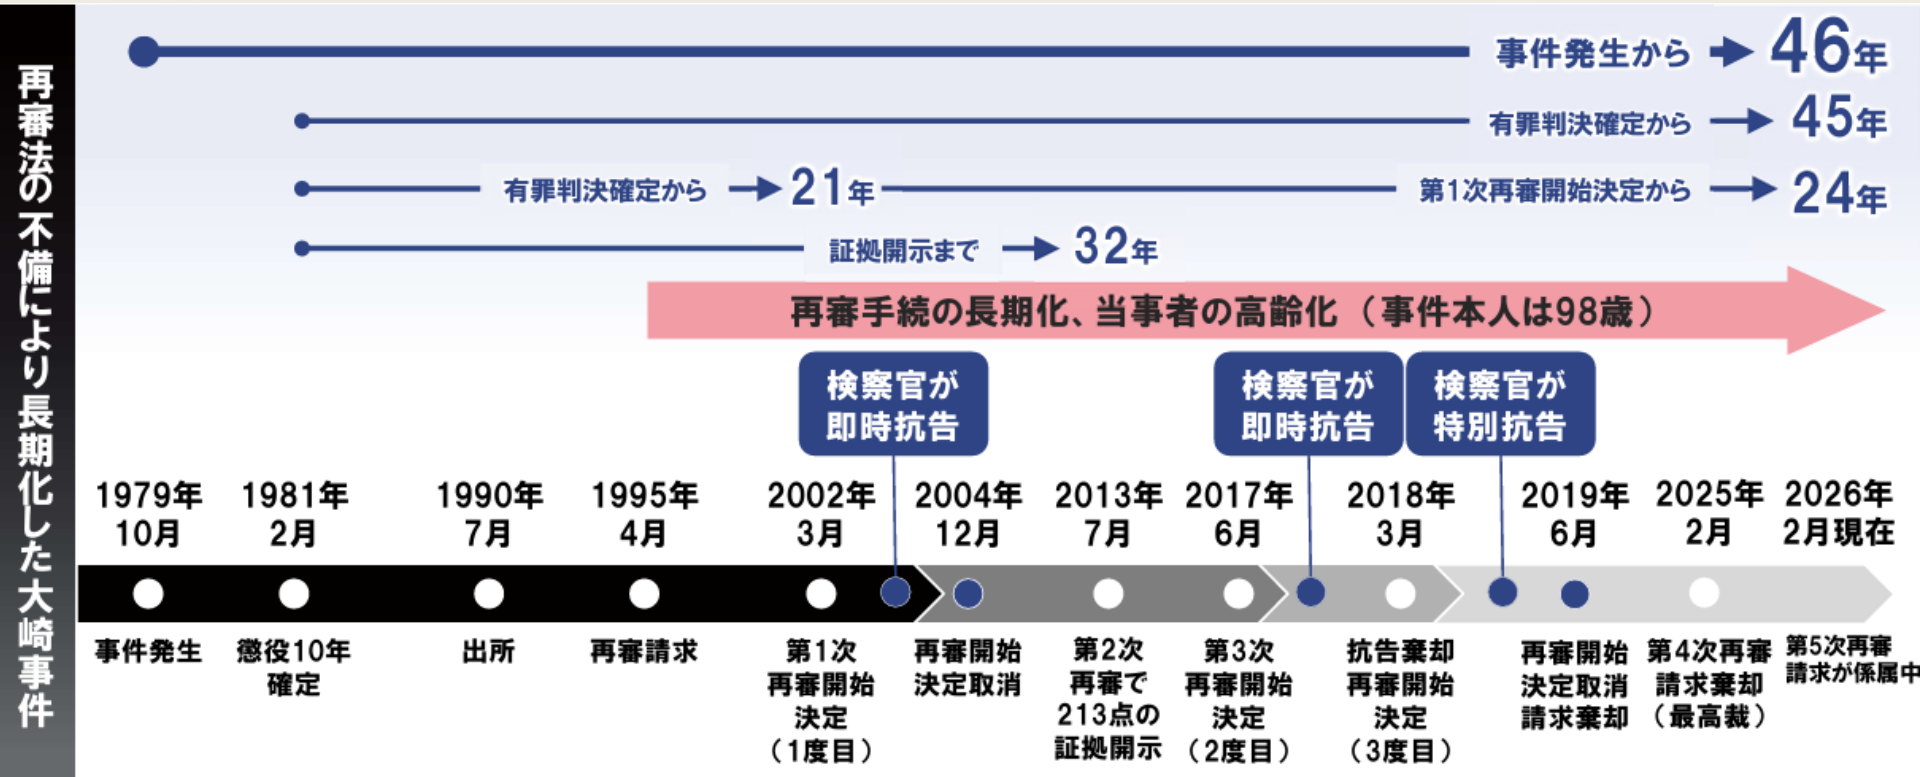 再審法の不備により長期化した大崎事件
事件発生から 46年
有罪判決確定から 45年
有罪判決確定から 21年 第1次再審開始決定から 24年
証拠開示まで 32年
再審手続の長期化、当事者の高齢化（事件本人は98歳）
検察官が
即時抗告
検察官が
即時抗告
検察官が
特別抗告
1979年
10月
事件発生
1981年
2月
懲役10年
確定
1990年
7月
出所
1995年
4月
再審請求
2002年
3月
第1次
再審開始
決定
（1度目）
2004年
12月
再審開始
決定取消
2013年
7月
第2次
再審で
213点の
証拠開示
2017年
6月
第3次
再審開始
決定
（2度目）
2018年
3月
抗告棄却
再審開始
決定
（3度目）
2019年
6月
再審開始
決定取消
請求棄却
2025年
2月
第4次再審
請求棄却
（最高裁）
2026年
2月現在
第5次再審
請求が係属中